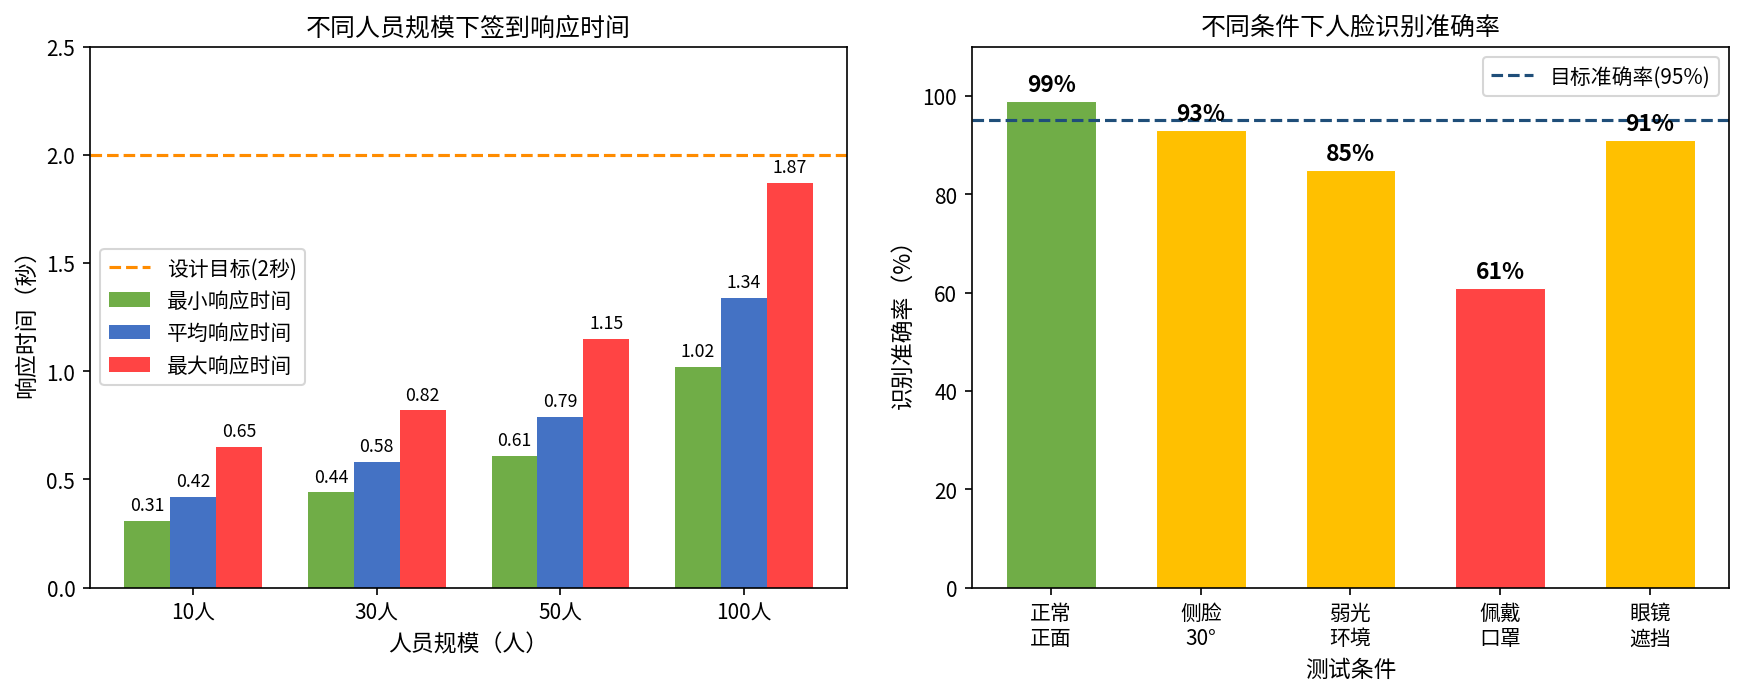 不同人员规模下签到响应时间
响应时间（秒）
2.5
2.0
1.5
1.0
0.5
0.0
设计目标(2秒)
最小响应时间
平均响应时间
最大响应时间
0.31
0.42
0.65
0.44
0.58
0.82
0.61
0.79
1.15
1.02
1.34
1.87
10人
30人
50人
100人
人员规模（人）
不同条件下人脸识别准确率
识别准确率（%）
100
80
60
40
20
0
目标准确率(95%)
99%
93%
85%
61%
91%
正常
正面
侧脸
30°
弱光
环境
佩戴
口罩
眼镜
遮挡
测试条件